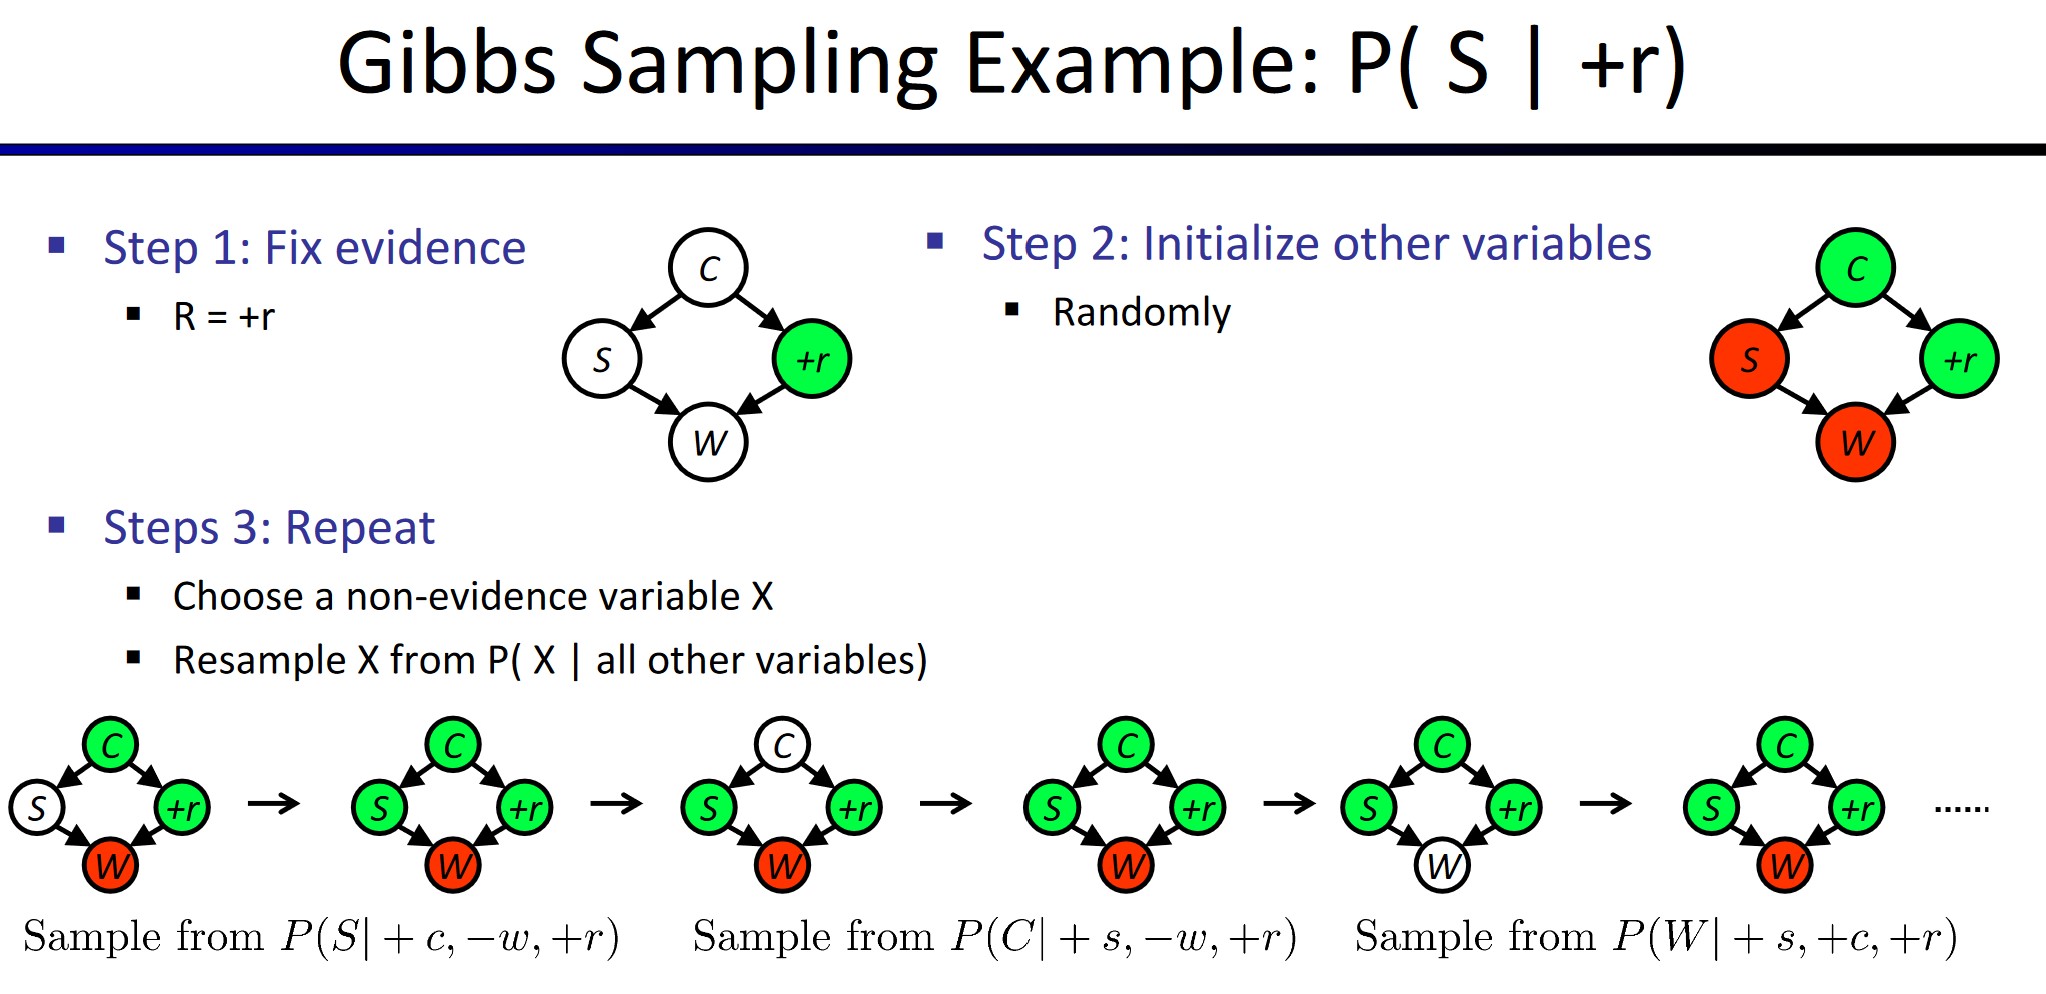 Gibbs Sampling Example: P( S | +r)
▪ Step 1: Fix evidence
▪ R = +r
C
S
+r
W
▪ Step 2: Initialize other variables
▪ Randomly
C
S
+r
W
▪ Steps 3: Repeat
▪ Choose a non-evidence variable X
▪ Resample X from P( X | all other variables)
C
S
+r
W
C
S
+r
W
C
S
+r
W
C
S
+r
W
C
S
+r
W
C
S
+r
W
......
Sample from P(S| + c, −w, +r)
Sample from P(C| + s, −w, +r)
Sample from P(W| + s, +c, +r)